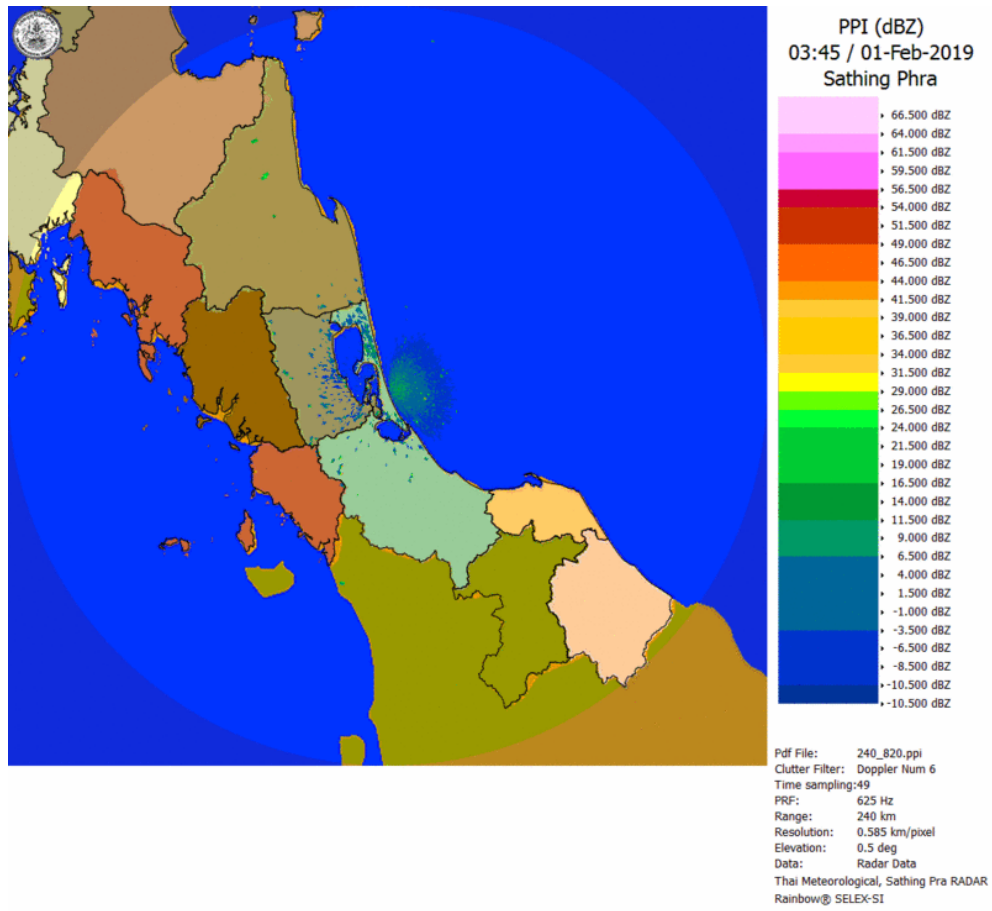 PPI (dBZ)
03:45 / 01-Feb-2019
Sathing Phra
66.500 dBZ
64.000 dBZ
61.500 dBZ
59.500 dBZ
56.500 dBZ
54.000 dBZ
51.500 dBZ
49.000 dBZ
46.500 dBZ
44.000 dBZ
41.500 dBZ
39.000 dBZ
36.500 dBZ
34.000 dBZ
31.500 dBZ
29.000 dBZ
26.500 dBZ
24.000 dBZ
21.500 dBZ
19.000 dBZ
16.500 dBZ
14.000 dBZ
11.500 dBZ
9.000 dBZ
6.500 dBZ
4.000 dBZ
1.500 dBZ
-1.000 dBZ
-3.500 dBZ
-6.500 dBZ
-8.500 dBZ
-10.500 dBZ
-10.500 dBZ
Pdf File: 240_820.ppi
Clutter Filter: Doppler Num 6
Time sampling:49
PRF: 625 Hz
Range: 240 km
Resolution: 0.585 km/pixel
Elevation: 0.5 deg
Data: Radar Data
Thai Meteorological, Sathing Pra RADAR
Rainbow® SELEX-SI